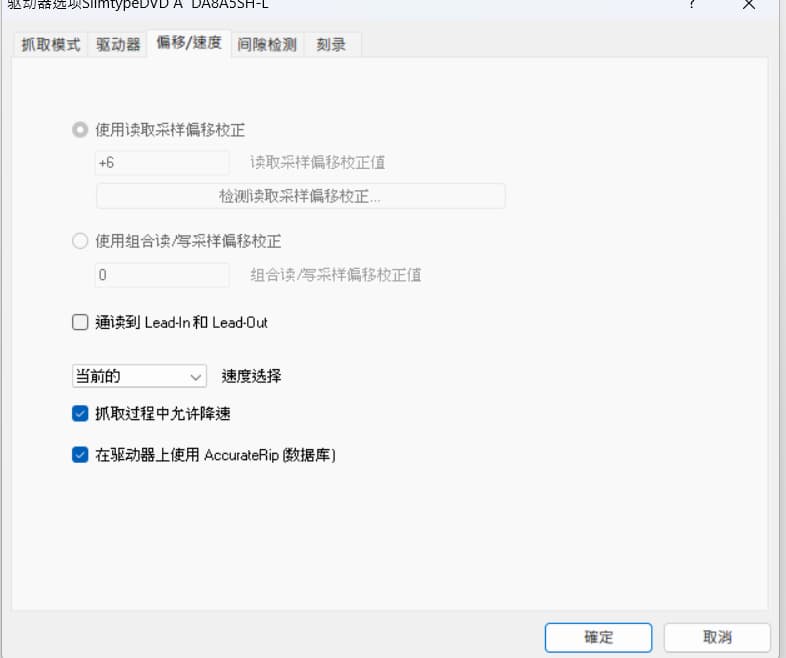 驱动器选项SlimtypeDVD A  DA8A5SH-L
抓取模式 驱动器 偏移/速度 间隙检测 刻录
使用读取采样偏移校正
+6 读取采样偏移校正值
检测读取采样偏移校正...
使用组合读/写采样偏移校正
0 组合读/写采样偏移校正值
通读到 Lead-In 和 Lead-Out
当前的 速度选择
抓取过程中允许降速
在驱动器上使用 AccurateRip (数据库)
確定 取消